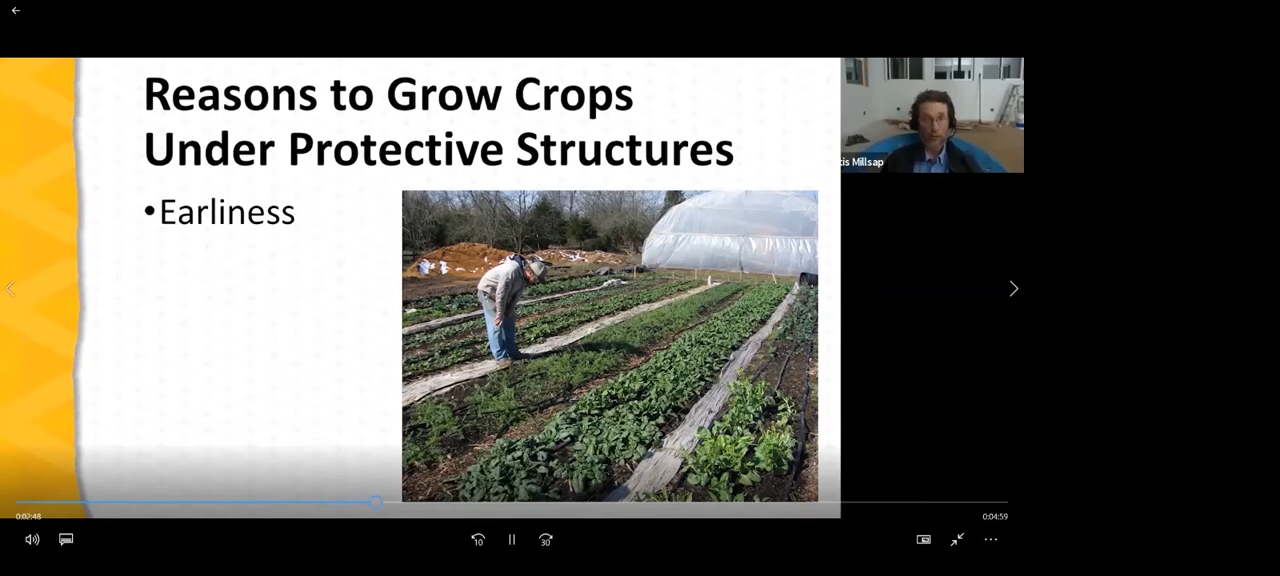 Reasons to Grow Crops
Under Protective Structures
•Earliness
tis Millsap
0:02:48
0:04:59
10
30